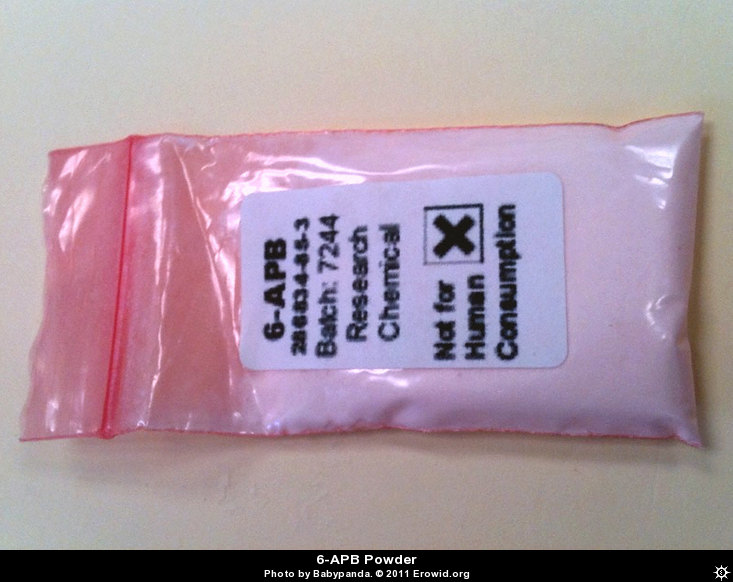 6-APB
286834-85-3
Batch: 7244
Research
Chemical
Not for
Human
Consumption
6-APB Powder
Photo by Babypanda. © 2011 Erowid.org